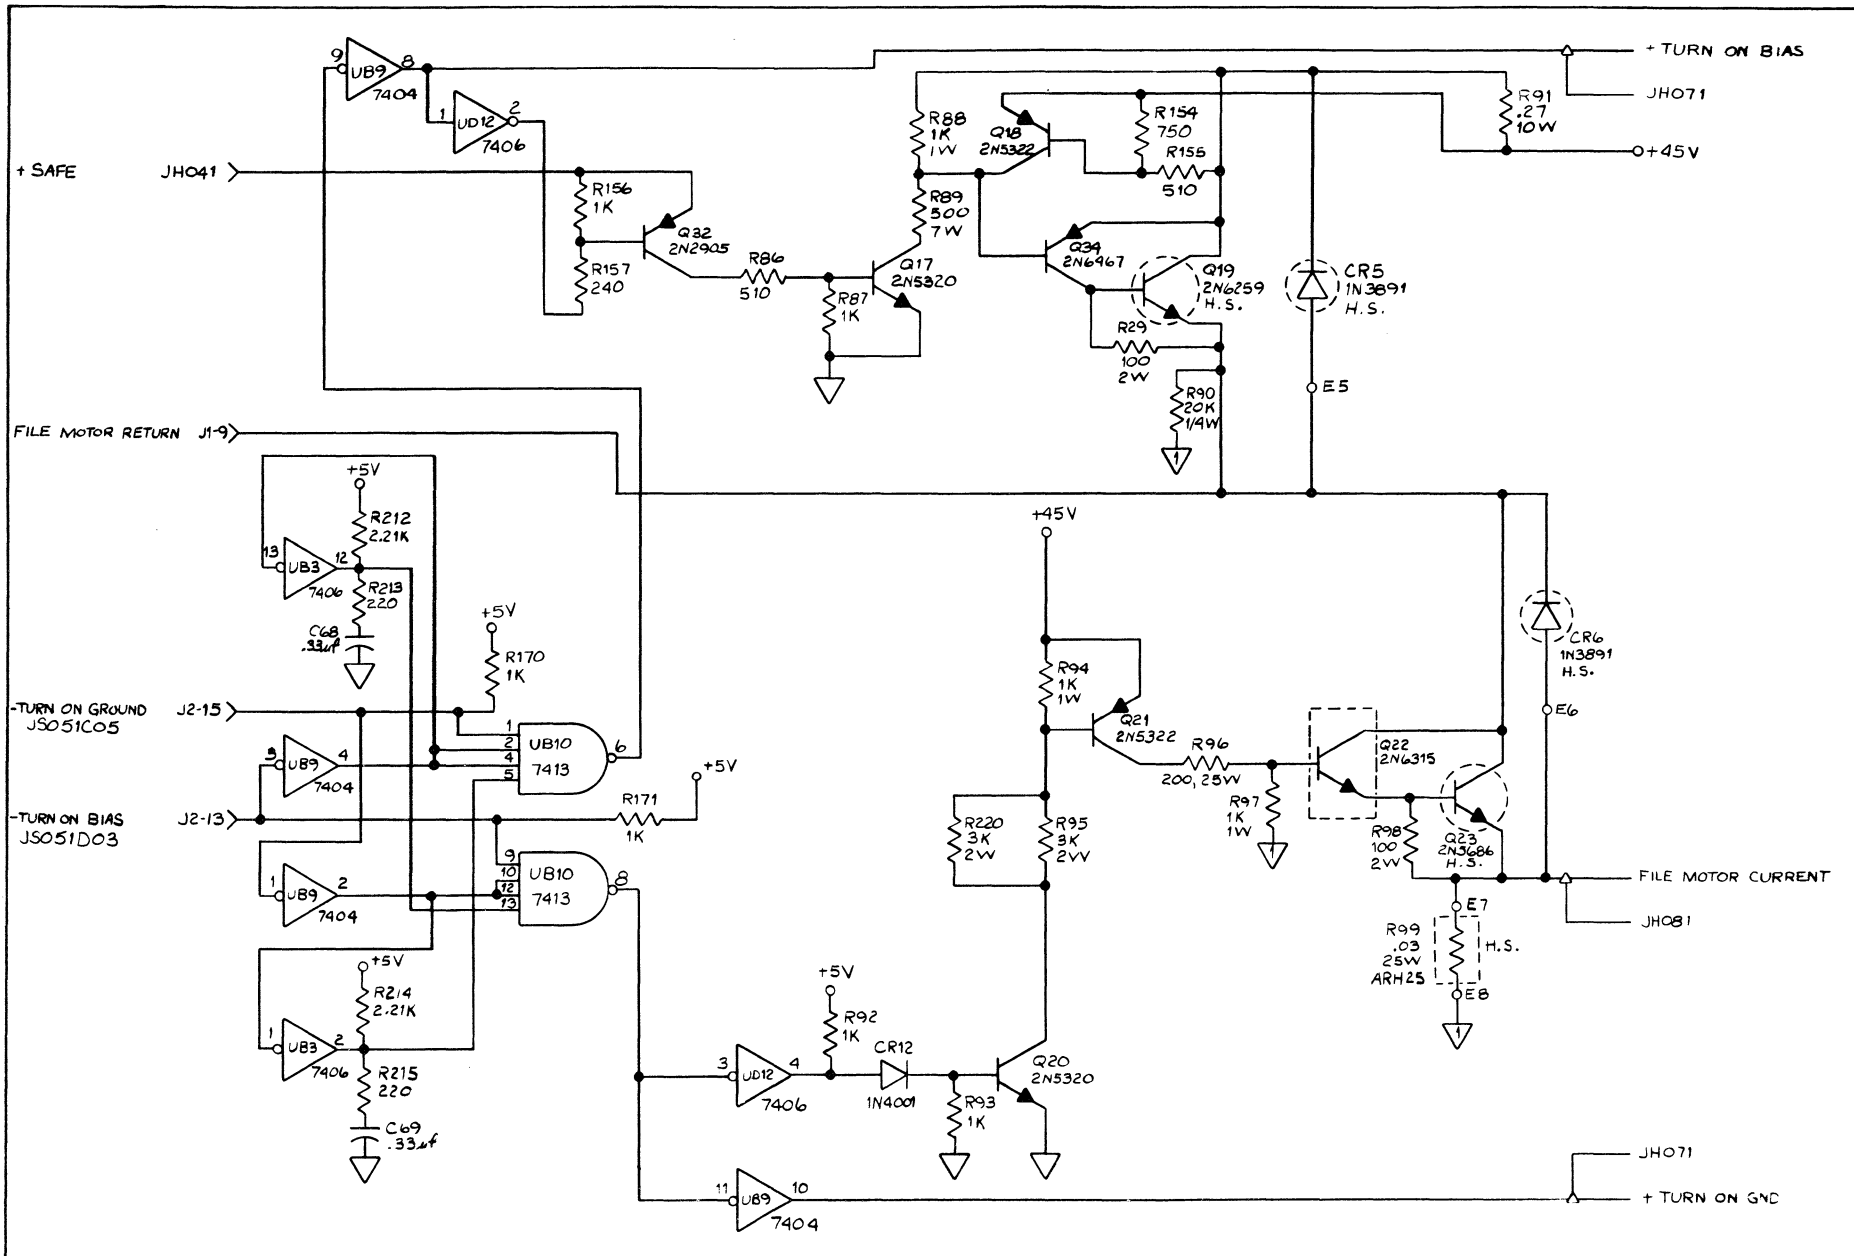 9
UB9
8
7404
+ TURN ON BIAS
JH071
1
UD12
2
7406
+ SAFE
JH041
R156
1K
Q32
2N2905
R157
240
R86
510
R87
1K
R88
1K
1W
R89
500
7W
Q17
2N5320
Q18
2N5322
R154
750
R155
510
Q34
2N6467
Q19
2N6259
H.S.
R29
100
2W
R90
20K
1/4W
1
CR5
1N3891
H.S.
E5
R91
.27
10W
+45V
FILE MOTOR RETURN J1-9
+5V
R212
2.21K
13
UB3
12
7406
R213
220
C68
.33uf
+5V
R170
1K
-TURN ON GROUND
JS051C05
J2-15
3
UB9
4
7404
1
2
4
5
UB10
7413
6
-TURN ON BIAS
JS051D03
J2-13
R171
1K
+5V
1
UB9
2
7404
9
10
12
13
UB10
7413
8
+5V
R214
2.21K
1
UB3
2
7406
R215
220
C69
.33uf
+45V
R94
1K
1W
Q21
2N5322
R220
3K
2W
R95
3K
2W
R96
200, 25W
R97
1K
1W
1
Q22
2N6315
R98
100
2W
Q23
2N5686
H.S.
CR6
1N3891
H.S.
E6
FILE MOTOR CURRENT
JH081
E7
R99
.03
25W
ARH25
H.S.
E8
1
3
UD12
4
7406
+5V
R92
1K
CR12
1N4001
R93
1K
Q20
2N5320
11
UB9
10
7404
JH071
+ TURN ON GND